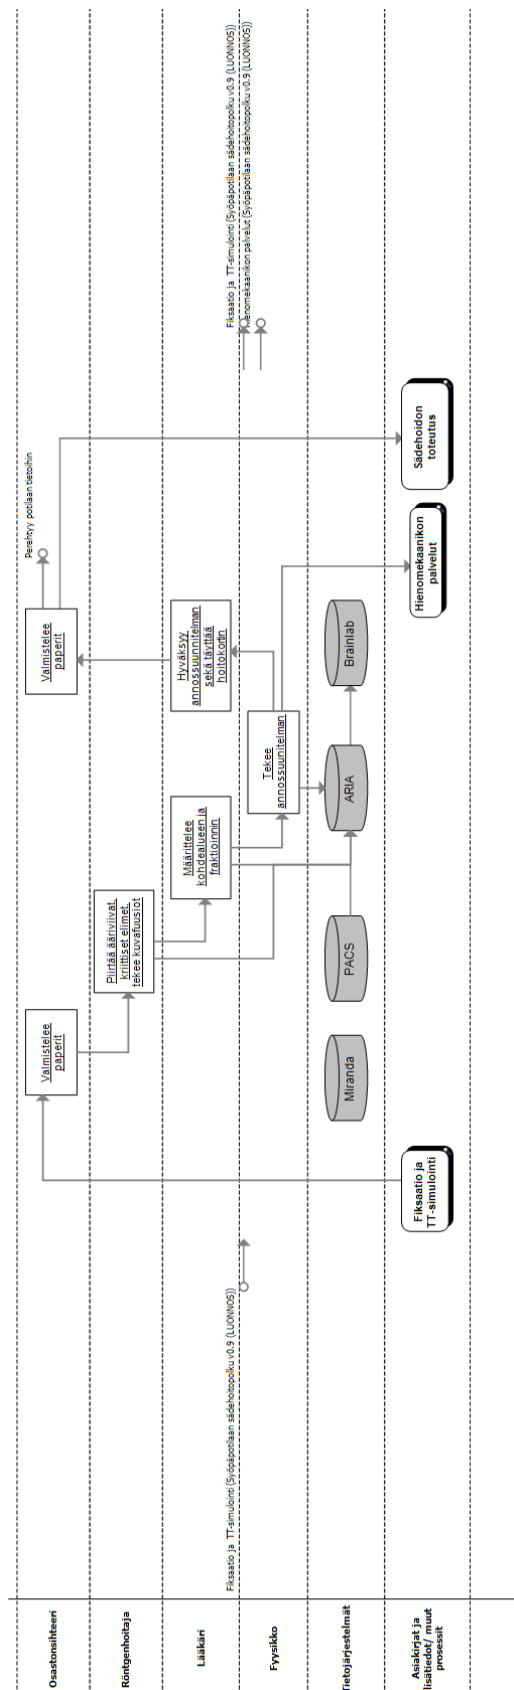 Osastonsihteeri
Valmistelee
paperit
Valmistelee
paperit
Perehtyy potilaan tietoihin
Röntgenhoitaja
Piirtää ääriviivat,
kriittiset elimet,
tekee kuvafuusiot
Lääkäri
Määrittelee
kohdealueen ja
fraktioinnin
Hyväksyy
annossuunnitelman
sekä täyttää
hoitokortin
Fiksaatio ja TT-simulointi (Syöpäpotilaan sädehoitopolku v0.9 (LUONNOS))
Fiksaatio ja TT-simulointi (Syöpäpotilaan sädehoitopolku v0.9 (LUONNOS))
Hienomekaanikon palvelut (Syöpäpotilaan sädehoitopolku v0.9 (LUONNOS))
Fyysikko
Tekee
annossuunitelman
Tietojärjestelmät
Miranda
PACS
ARIA
Brainlab
Asiakirjat ja
lisätiedot/ muut
prosessit
Fiksaatio ja
TT-simulointi
Hienomekaanikon
palvelut
Sädehoidon
toteutus